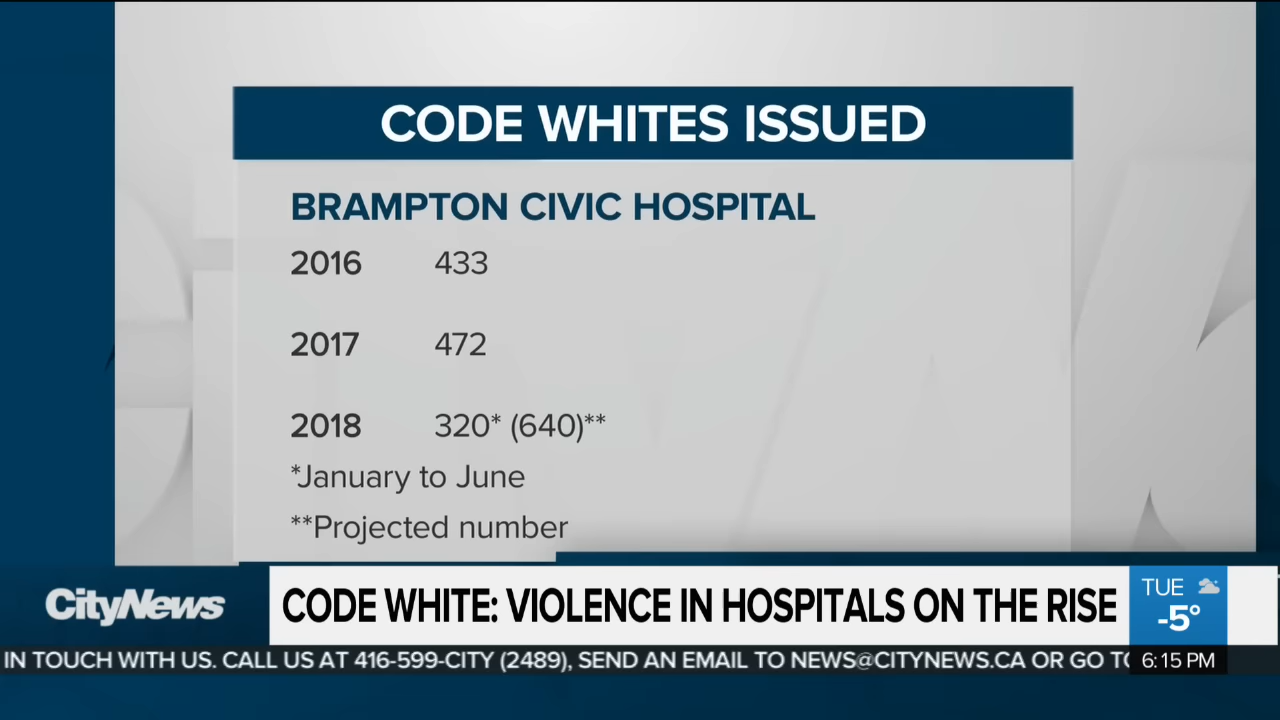 CODE WHITES ISSUED
BRAMPTON CIVIC HOSPITAL
2016 433
2017 472
2018 320* (640)**
*January to June
**Projected number
CityNews
CODE WHITE: VIOLENCE IN HOSPITALS ON THE RISE
TUE
-5°
IN TOUCH WITH US. CALL US AT 416-599-CITY (2489), SEND AN EMAIL TO NEWS@CITYNEWS.CA OR GO TO
6:15 PM